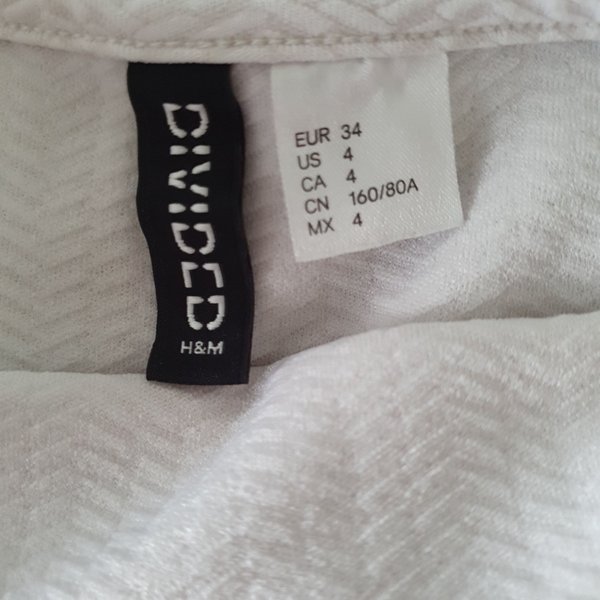 DIVIDED
H&M
EUR 34
US 4
CA 4
CN 160/80A
MX 4